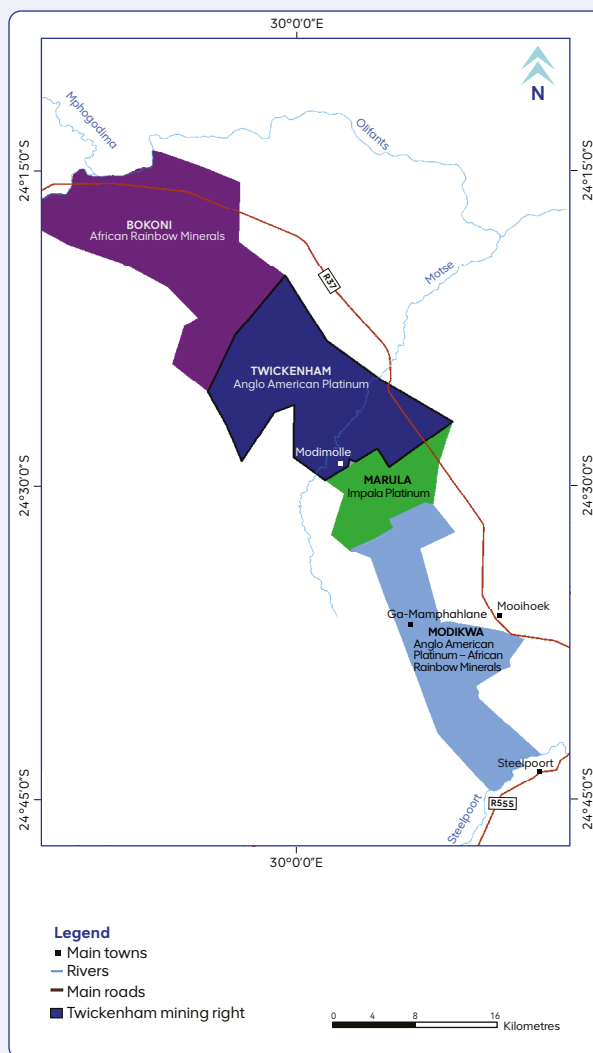 30°0'0"E
N
Mphogodima
Olifants
24°15'0"S
24°15'0"S
BOKONI
African Rainbow Minerals
R37
Motse
TWICKENHAM
Anglo American Platinum
Modimolle
24°30'0"S
24°30'0"S
MARULA
Impala Platinum
Ga-Mamphahlane
Mooihoek
MODIKWA
Anglo American
Platinum – African
Rainbow Minerals
Steelpoort
24°45'0"S
24°45'0"S
R555
Steelpoort
30°0'0"E
Legend
Main towns
Rivers
Main roads
Twickenham mining right
0 4 8 16
Kilometres